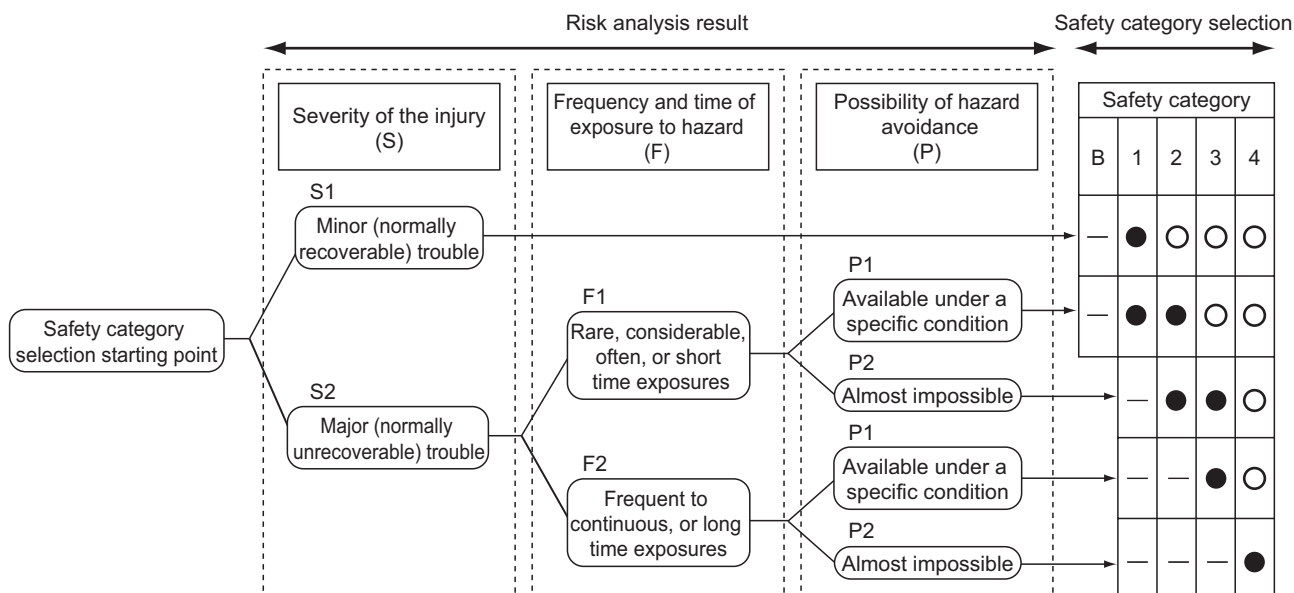 Risk analysis result
Safety category selection
Severity of the injury
(S)
Frequency and time of
exposure to hazard
(F)
Possibility of hazard
avoidance
(P)
Safety category
B 1 2 3 4
S1
Minor (normally
recoverable) trouble
—
P1
F1
Available under a
specific condition
—
Safety category
selection starting point
Rare, considerable,
often, or short
time exposures
P2
S2
Almost impossible
—
Major (normally
unrecoverable) trouble
P1
F2
Available under a
specific condition
— —
Frequent to
continuous, or long
time exposures
P2
Almost impossible
— — —